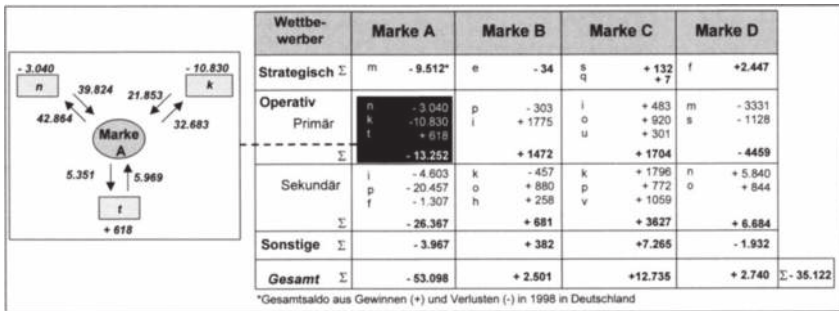 - 3.040
n
- 10.830
k
39.824
21.853
42.864
32.683
Marke
A
5.351
5.969
t
+ 618
Wettbe-
werber
Marke A
Marke B
Marke C
Marke D
Strategisch Σ
m - 9.512*
e - 34
s + 132
q + 7
f +2.447
Operativ
Primär
n - 3.040
k -10.830
t + 618
Σ - 13.252
p - 303
i + 1775
+ 1472
i + 483
o + 920
u + 301
+ 1704
m - 3331
s - 1128
- 4459
Sekundär
i - 4.603
p - 20.457
f - 1.307
Σ - 26.367
k - 457
o + 880
h + 258
+ 681
k + 1796
p + 772
v + 1059
+ 3627
n + 5.840
o + 844
+ 6.684
Sonstige Σ - 3.967 + 382 +7.265 - 1.932
Gesamt Σ - 53.098 + 2.501 +12.735 + 2.740 Σ- 35.122
*Gesamtsaldo aus Gewinnen (+) und Verlusten (-) in 1998 in Deutschland